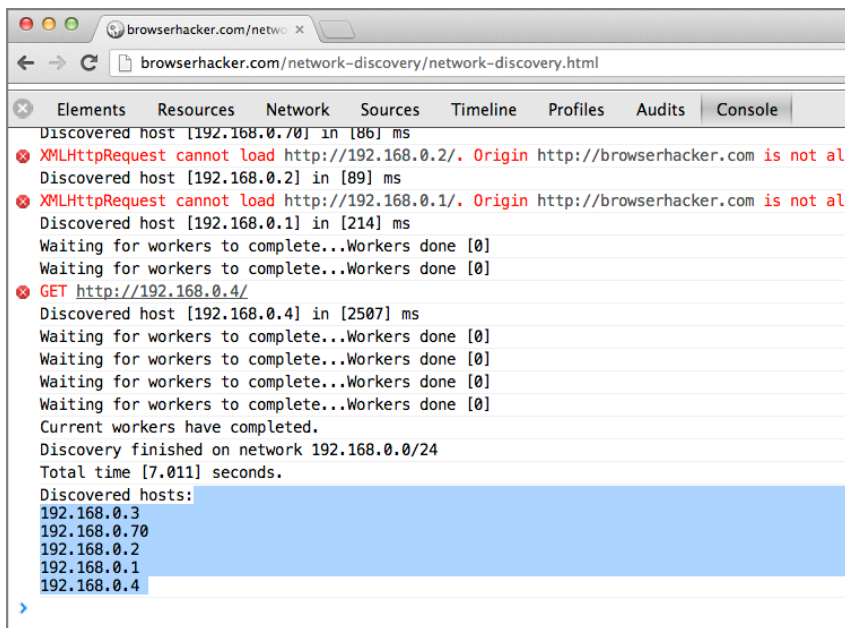 browserhacker.com/netwo
browserhacker.com/network-discovery/network-discovery.html
Elements Resources Network Sources Timeline Profiles Audits Console
Discovered host [192.168.0.70] in [86] ms
XMLHttpRequest cannot load http://192.168.0.2/. Origin http://browserhacker.com is not al
Discovered host [192.168.0.2] in [89] ms
XMLHttpRequest cannot load http://192.168.0.1/. Origin http://browserhacker.com is not al
Discovered host [192.168.0.1] in [214] ms
Waiting for workers to complete...Workers done [0]
Waiting for workers to complete...Workers done [0]
GET http://192.168.0.4/
Discovered host [192.168.0.4] in [2507] ms
Waiting for workers to complete...Workers done [0]
Waiting for workers to complete...Workers done [0]
Waiting for workers to complete...Workers done [0]
Waiting for workers to complete...Workers done [0]
Current workers have completed.
Discovery finished on network 192.168.0.0/24
Total time [7.011] seconds.
Discovered hosts:
192.168.0.3
192.168.0.70
192.168.0.2
192.168.0.1
192.168.0.4